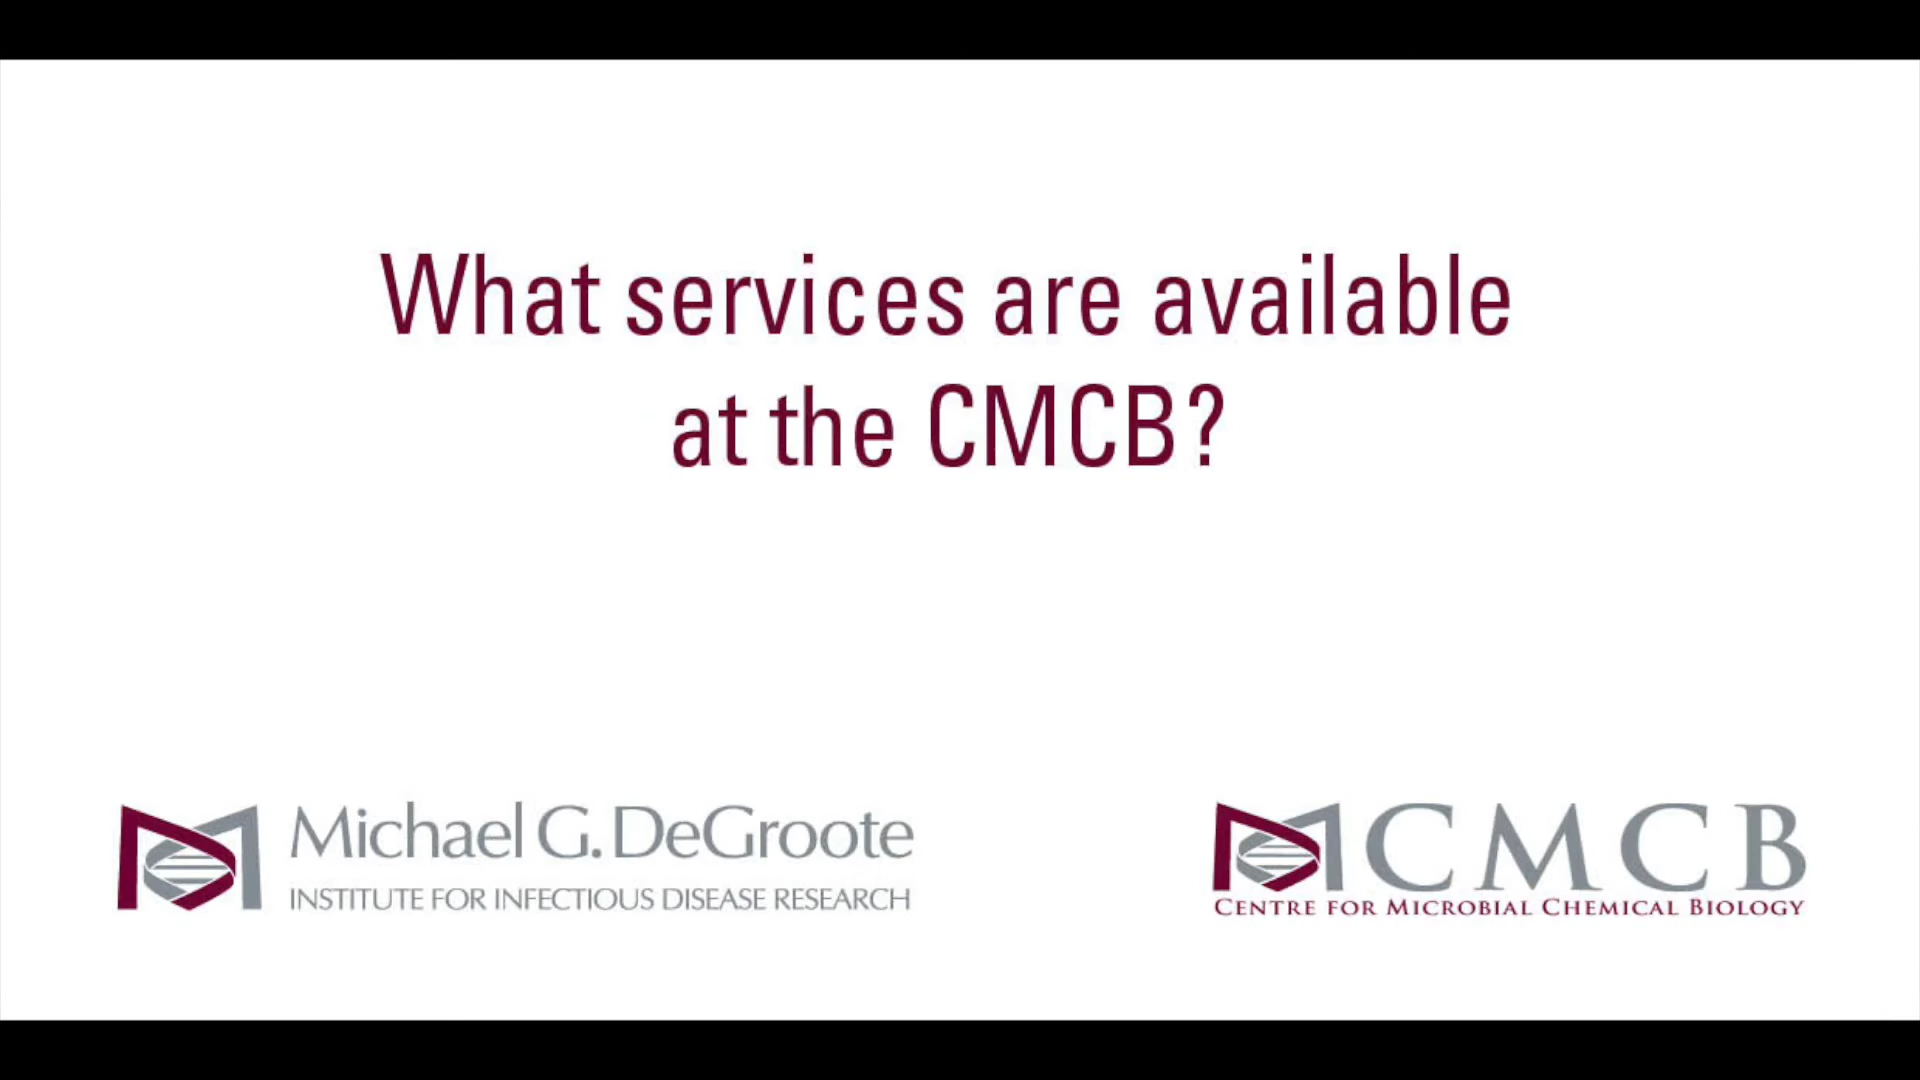 What services are available
at the CMCB?
Michael G. DeGroote
INSTITUTE FOR INFECTIOUS DISEASE RESEARCH
CMCB
CENTRE FOR MICROBIAL CHEMICAL BIOLOGY